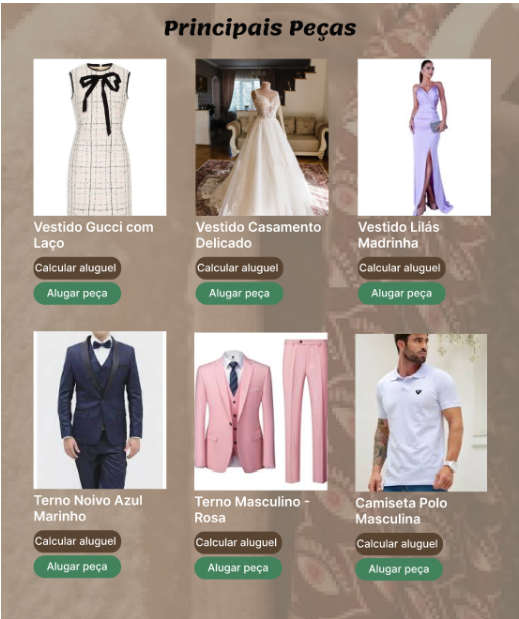 Principais Peças
Vestido Gucci com
Laço
Calcular aluguel
Alugar peça
Vestido Casamento
Delicado
Calcular aluguel
Alugar peça
Vestido Lilás
Madrinha
Calcular aluguel
Alugar peça
Terno Noivo Azul
Marinho
Calcular aluguel
Alugar peça
Terno Masculino -
Rosa
Calcular aluguel
Alugar peça
Camiseta Polo
Masculina
Calcular aluguel
Alugar peça